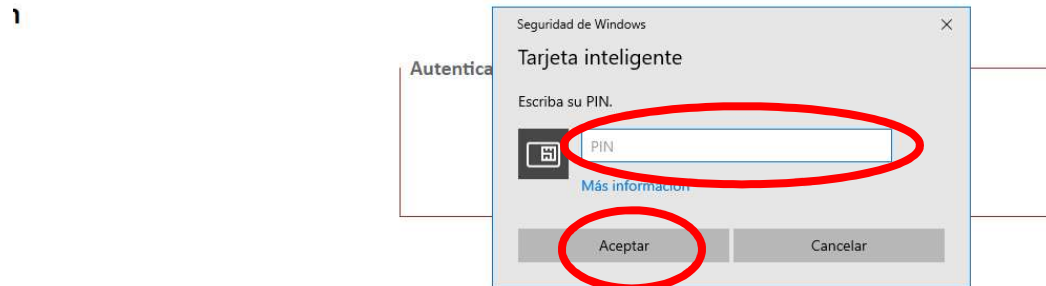 Seguridad de Windows
Tarjeta inteligente
Autentica
Escriba su PIN.
PIN
Más información
Aceptar Cancelar